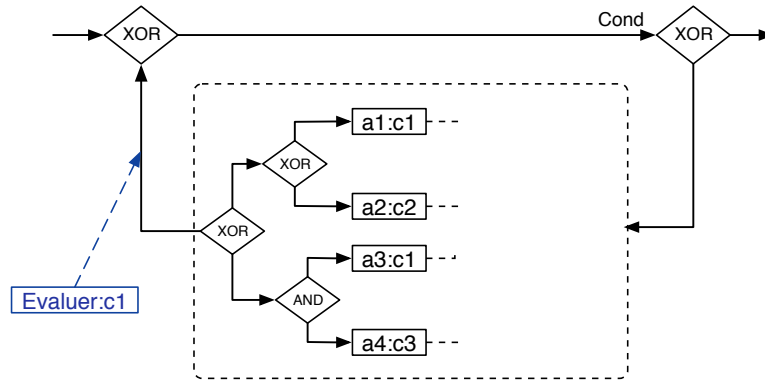 Cond
XOR
XOR
a1:c1
XOR
a2:c2
XOR
a3:c1
Evaluer:c1
AND
a4:c3